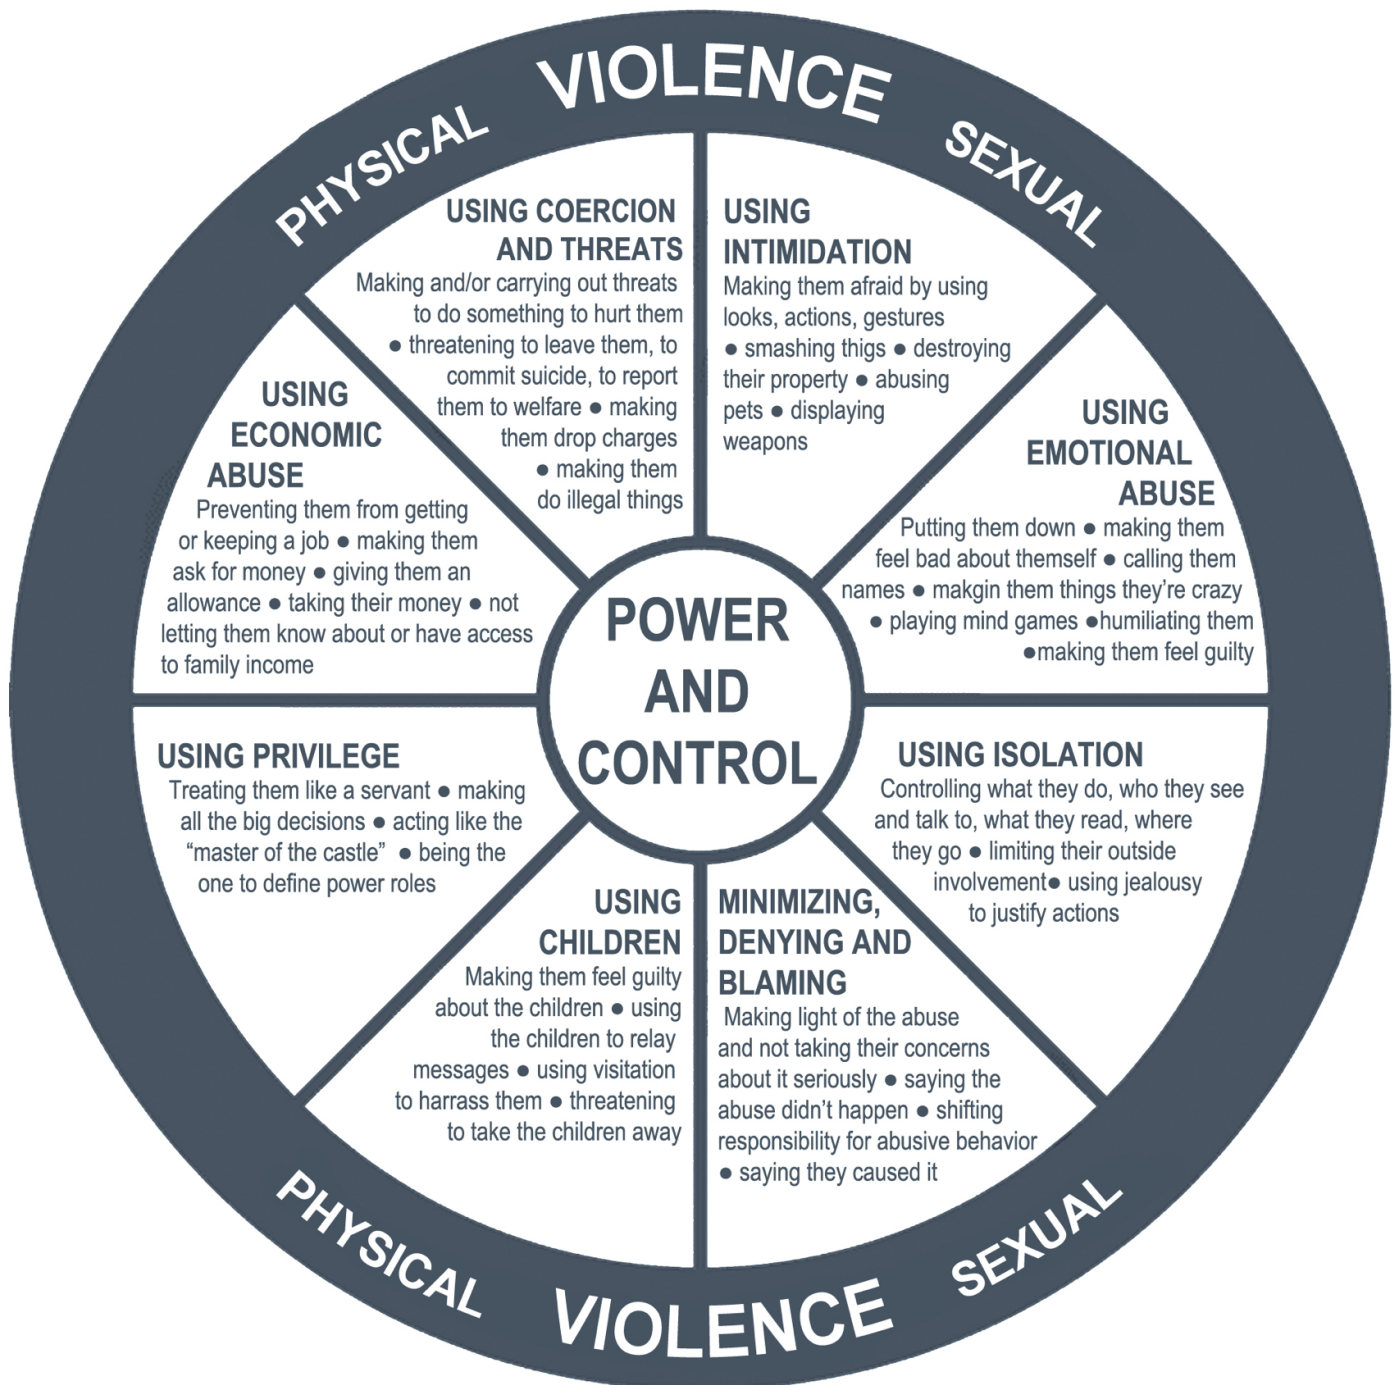 PHYSICAL
VIOLENCE
SEXUAL
USING COERCION
AND THREATS
Making and/or carrying out threats
to do something to hurt them
● threatening to leave them, to
commit suicide, to report
them to welfare ● making
them drop charges
● making them
do illegal things
USING
INTIMIDATION
Making them afraid by using
looks, actions, gestures
● smashing thigs ● destroying
their property ● abusing
pets ● displaying
weapons
USING
EMOTIONAL
ABUSE
Putting them down ● making them
feel bad about themself ● calling them
names ● makgin them things they’re crazy
● playing mind games ●humiliating them
●making them feel guilty
USING ISOLATION
Controlling what they do, who they see
and talk to, what they read, where
they go ● limiting their outside
involvement● using jealousy
to justify actions
MINIMIZING,
DENYING AND
BLAMING
Making light of the abuse
and not taking their concerns
about it seriously ● saying the
abuse didn’t happen ● shifting
responsibility for abusive behavior
● saying they caused it
USING
CHILDREN
Making them feel guilty
about the children ● using
the children to relay
messages ● using visitation
to harrass them ● threatening
to take the children away
USING PRIVILEGE
Treating them like a servant ● making
all the big decisions ● acting like the
“master of the castle” ● being the
one to define power roles
USING
ECONOMIC
ABUSE
Preventing them from getting
or keeping a job ● making them
ask for money ● giving them an
allowance ● taking their money ● not
letting them know about or have access
to family income
POWER
AND
CONTROL
PHYSICAL
VIOLENCE
SEXUAL